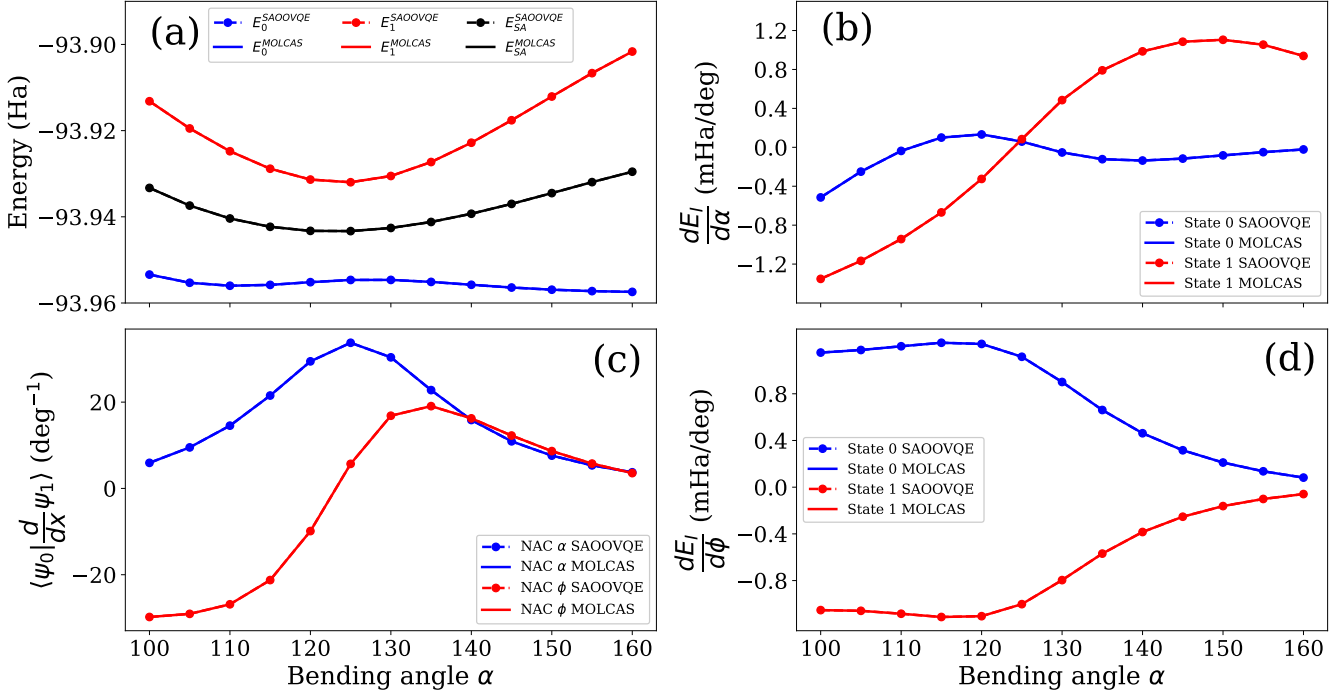 (a)
E_0^{SAOOVQE} E_1^{SAOOVQE} E_{SA}^{SAOOVQE}
E_0^{MOLCAS} E_1^{MOLCAS} E_{SA}^{MOLCAS}
Energy (Ha)
−93.90
−93.92
−93.94
−93.96
(b)
dE_I/dα (mHa/deg)
1.2
0.8
0.4
0.0
−0.4
−0.8
−1.2
State 0 SAOOVQE
State 0 MOLCAS
State 1 SAOOVQE
State 1 MOLCAS
(c)
⟨ψ_0|d/dX ψ_1⟩ (deg^{−1})
20
0
−20
NAC α SAOOVQE
NAC α MOLCAS
NAC ϕ SAOOVQE
NAC ϕ MOLCAS
100 110 120 130 140 150 160
Bending angle α
(d)
dE_I/dϕ (mHa/deg)
0.8
0.4
0.0
−0.4
−0.8
State 0 SAOOVQE
State 0 MOLCAS
State 1 SAOOVQE
State 1 MOLCAS
100 110 120 130 140 150 160
Bending angle α